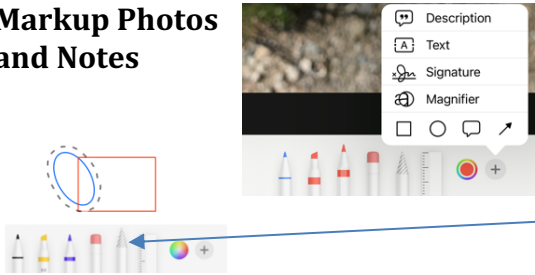 Markup Photos
and Notes
Description
Text
Signature
Magnifier